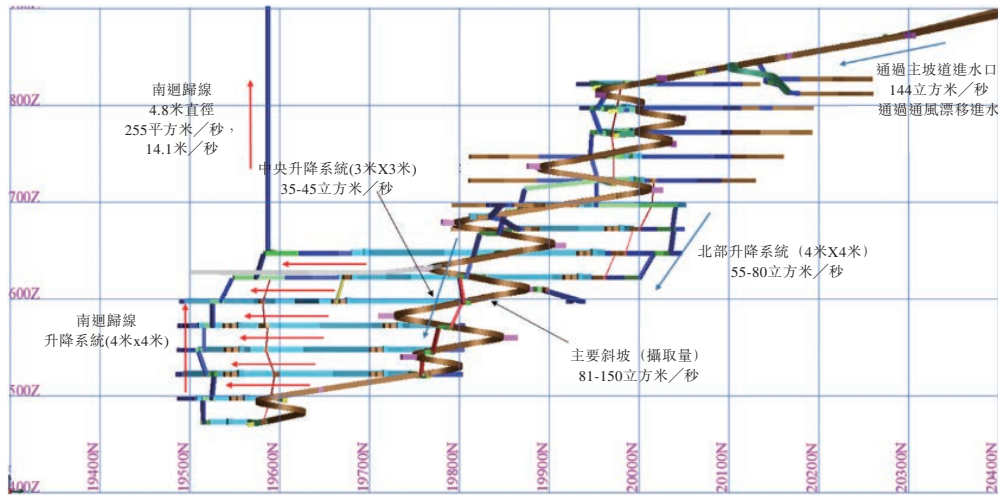 00Z
南迴歸線
4.8米直徑
255平方米／秒，
14.1米／秒
通過主坡道進水口
144立方米／秒
通過通風漂移進水
800Z
中央升降系統(3米X3米)
35-45立方米／秒
700Z
北部升降系統（4米X4米）
55-80立方米／秒
600Z
南迴歸線
升降系統(4米x4米)
主要斜坡（攝取量）
81-150立方米／秒
500Z
400Z
19400N
19500N
19600N
19700N
19800N
19900N
20000N
20100N
20200N
20300N
20400N